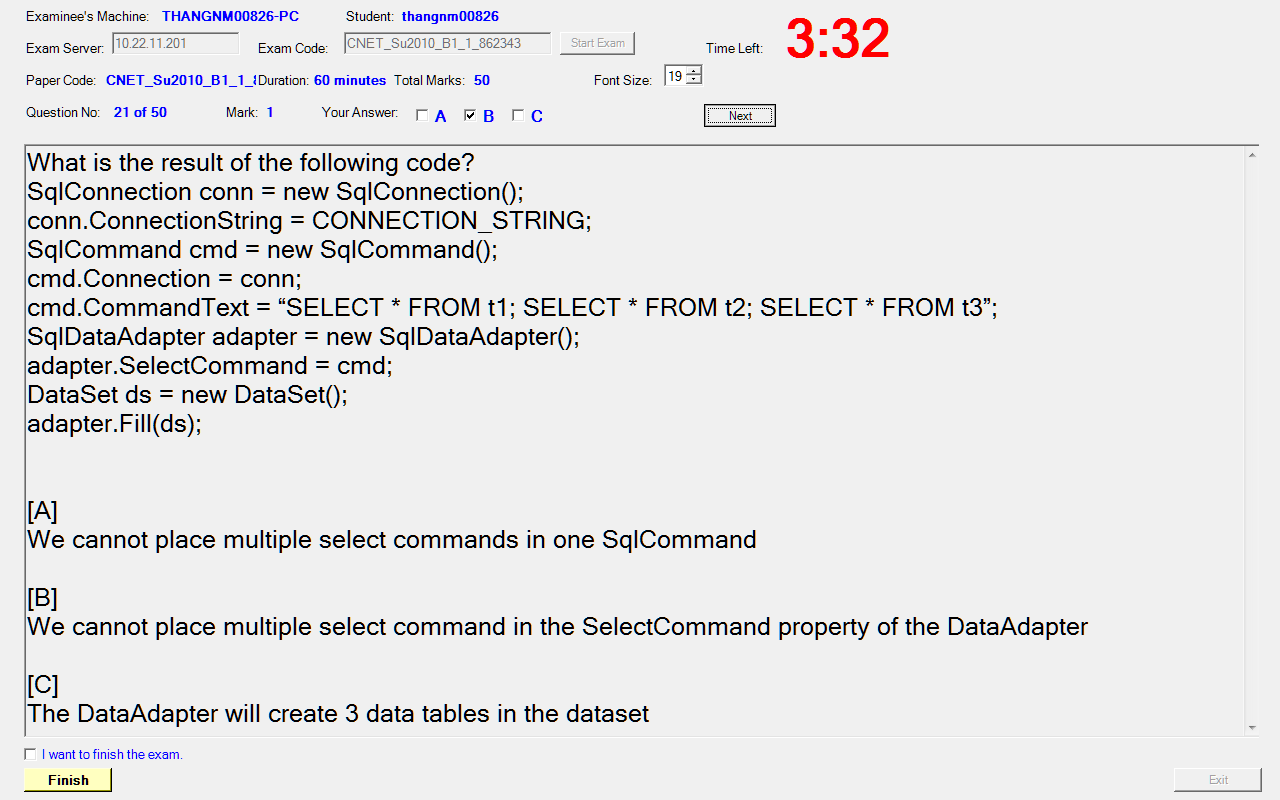 Examinee's Machine: THANGNM00826-PC Student: thangnm00826
Exam Server: 10.22.11.201 Exam Code: CNET_Su2010_B1_1_862343 Start Exam Time Left: 3:32
Paper Code: CNET_Su2010_B1_1_ Duration: 60 minutes Total Marks: 50 Font Size: 19
Question No: 21 of 50 Mark: 1 Your Answer: A B C Next
What is the result of the following code?
SqlConnection conn = new SqlConnection();
conn.ConnectionString = CONNECTION_STRING;
SqlCommand cmd = new SqlCommand();
cmd.Connection = conn;
cmd.CommandText = “SELECT * FROM t1; SELECT * FROM t2; SELECT * FROM t3”;
SqlDataAdapter adapter = new SqlDataAdapter();
adapter.SelectCommand = cmd;
DataSet ds = new DataSet();
adapter.Fill(ds);
[A]
We cannot place multiple select commands in one SqlCommand
[B]
We cannot place multiple select command in the SelectCommand property of the DataAdapter
[C]
The DataAdapter will create 3 data tables in the dataset
I want to finish the exam.
Finish Exit